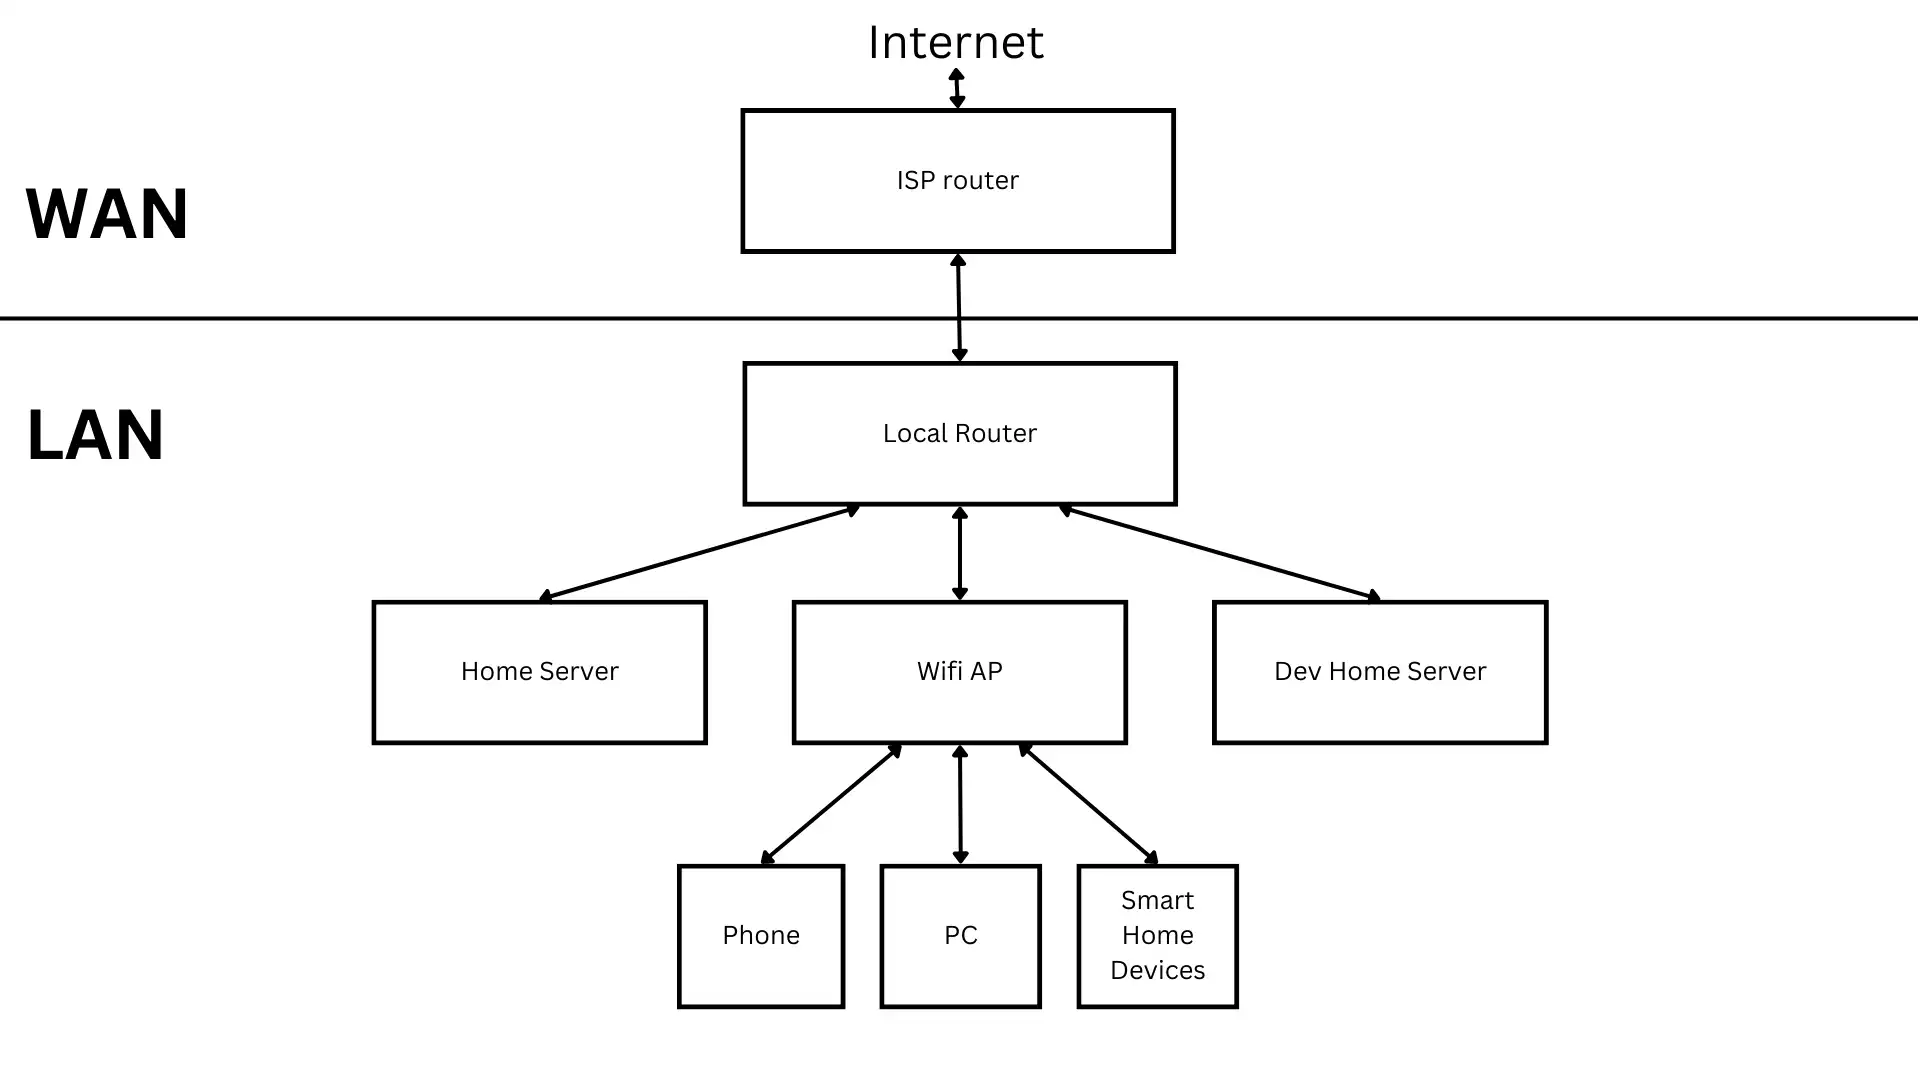 Internet
ISP router
WAN
Local Router
LAN
Home Server
Wifi AP
Dev Home Server
Phone
PC
Smart
Home
Devices